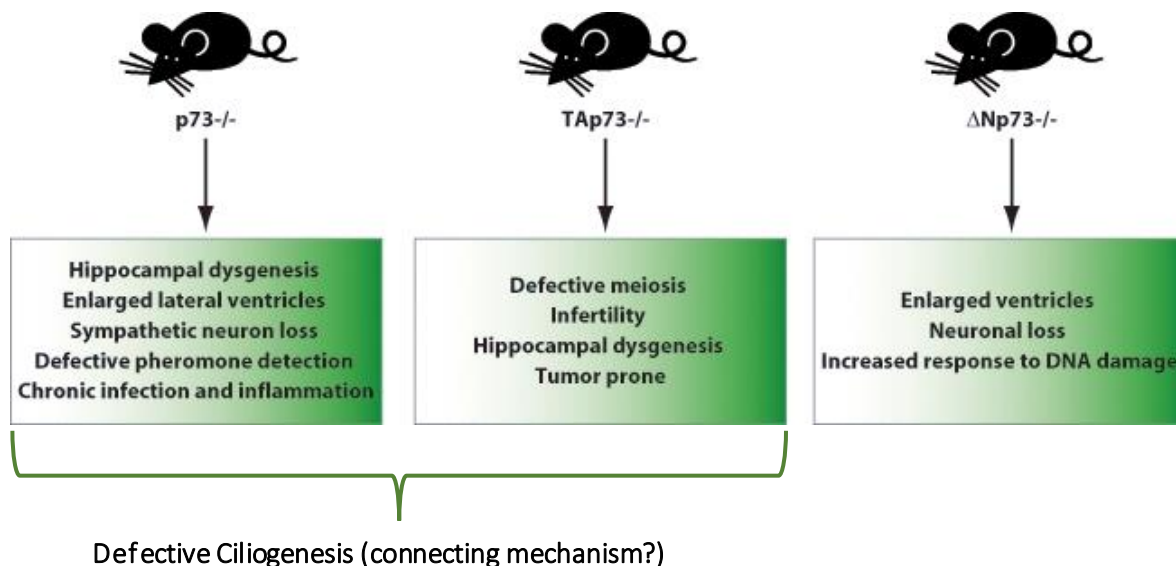 p73-/-
TAp73-/-
ΔNp73-/-
Hippocampal dysgenesis
Enlarged lateral ventricles
Sympathetic neuron loss
Defective pheromone detection
Chronic infection and inflammation
Defective meiosis
Infertility
Hippocampal dysgenesis
Tumor prone
Enlarged ventricles
Neuronal loss
Increased response to DNA damage
Defective Ciliogenesis (connecting mechanism?)